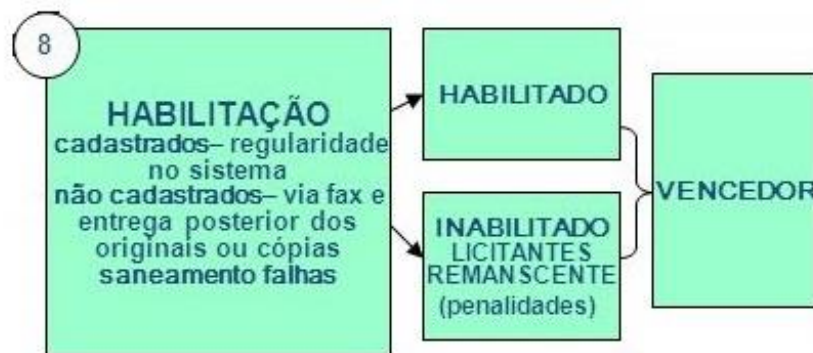 8
HABILITAÇÃO
cadastrados– regularidade
no sistema
não cadastrados– via fax e
entrega posterior dos
originais ou cópias
saneamento falhas
HABILITADO
INABILITADO
LICITANTES
REMANSCENTE
(penalidades)
VENCEDOR